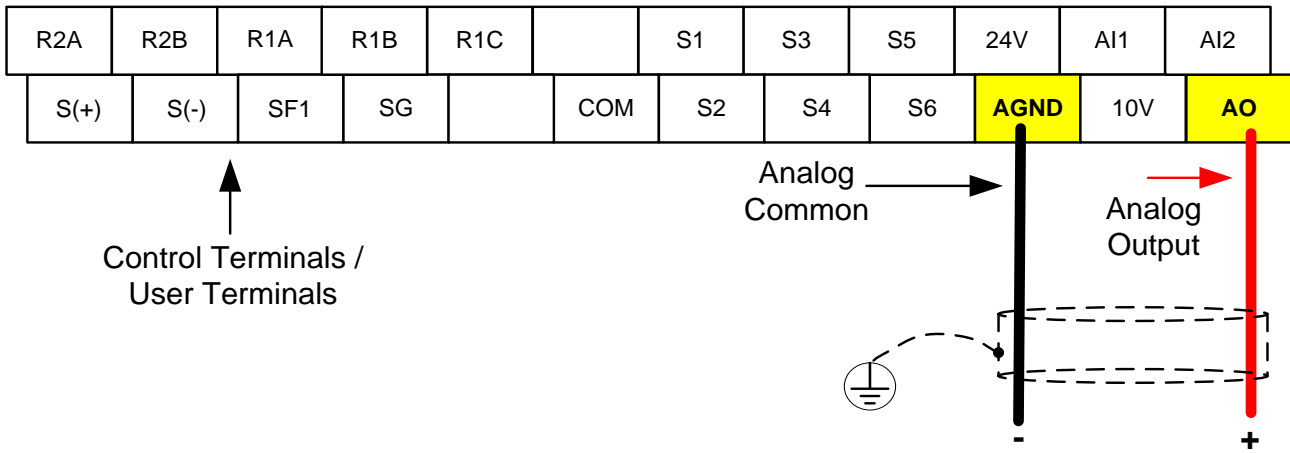 R2A R2B R1A R1B R1C S1 S3 S5 24V AI1 AI2
S(+) S(-) SF1 SG COM S2 S4 S6 AGND 10V AO
Analog
Common
Analog
Output
Control Terminals /
User Terminals
- +